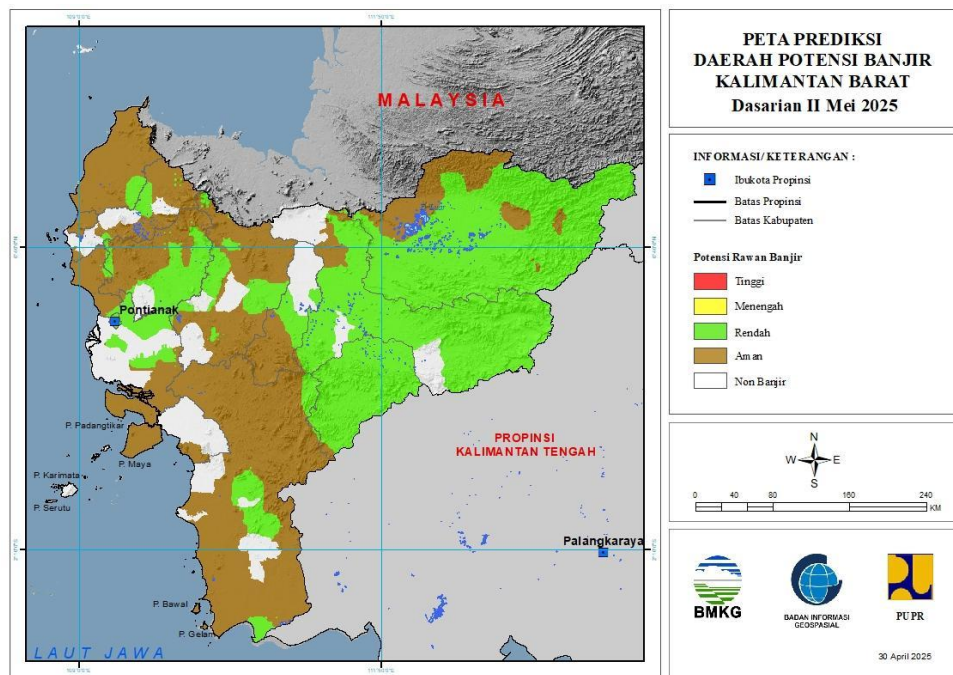 PETA PREDIKSI
DAERAH POTENSI BANJIR
KALIMANTAN BARAT
Dasarian II Mei 2025
INFORMASI/ KETERANGAN :
Ibukota Propinsi
Batas Propinsi
Batas Kabupaten
Potensi Rawan Banjir
Tinggi
Menengah
Rendah
Aman
Non Banjir
N
W E
S
0 40 80 160 240
KM
BMKG
BADAN INFORMASI
GEOSPASIAL
PUPR
30 April 2025
MALAYSIA
Pontianak
P. Padangtikar
P. Maya
P. Karimata
P. Serutu
PROPINSI
KALIMANTAN TENGAH
Palangkaraya
P. Bawal
P. Gelam
LAUT JAWA